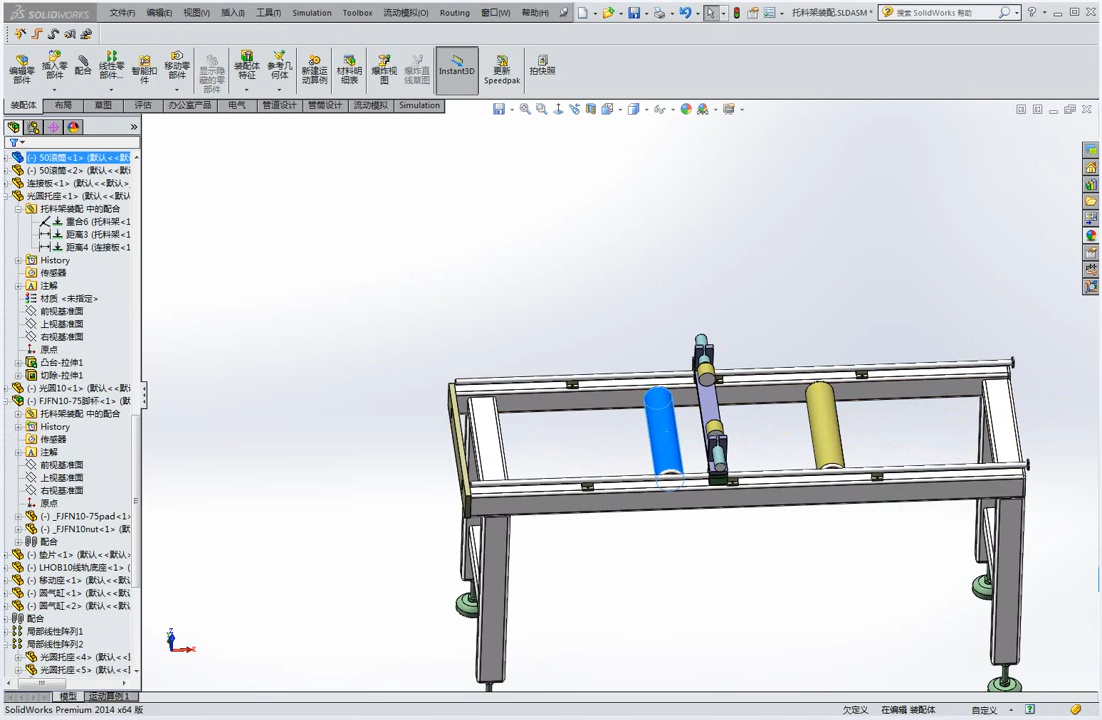 SOLIDWORKS 文件(F) 编辑(E) 视图(V) 插入(I) 工具(T) Simulation Toolbox 流动模拟(O) Routing 窗口(W) 帮助(H) 托料架装配.SLDASM * 搜索 SolidWorks 帮助
编辑零部件 插入零部件 配合 线性零部件... 智能扣件 移动零部件 显示隐藏的零部件 装配体特征 参考几何体 新建运动算例 材料明细表 爆炸视图 爆炸直线草图 Instant3D 更新Speedpak 拍快照
装配体 布局 草图 评估 办公室产品 电气 管道设计 管筒设计 流动模拟 Simulation
(-) 50滚筒<1> (默认<<默认
(-) 50滚筒<2> (默认<<默认
连接板<1> (默认<<默认>
光圆托座<1> (默认<<默认
托料架装配 中的配合
重合6 (托料架<1
距离3 (托料架<1
距离4 (连接板<1
History
传感器
注解
材质 <未指定>
前视基准面
上视基准面
右视基准面
原点
凸台-拉伸1
切除-拉伸1
光圆10<1> (默认<<默认
FJFN10-75脚杯<1> (默认
托料架装配 中的配合
History
传感器
注解
前视基准面
上视基准面
右视基准面
原点
(-) _FJFN10-75pad<1>
(-) _FJFN10nut<1> (默
配合
(-) 垫片<1> (默认<<默认
(-) LHOB10线轨底座<1> (
(-) 移动座<1> (默认<<默
(-) 圆气缸<1> (默认<<默
(-) 圆气缸<2> (默认<<默
配合
局部线性阵列1
局部线性阵列2
光圆托座<4> (默认<<
光圆托座<5> (默认<<
模型 运动算例 1
SolidWorks Premium 2014 x64 版 欠定义 在编辑 装配体 自定义